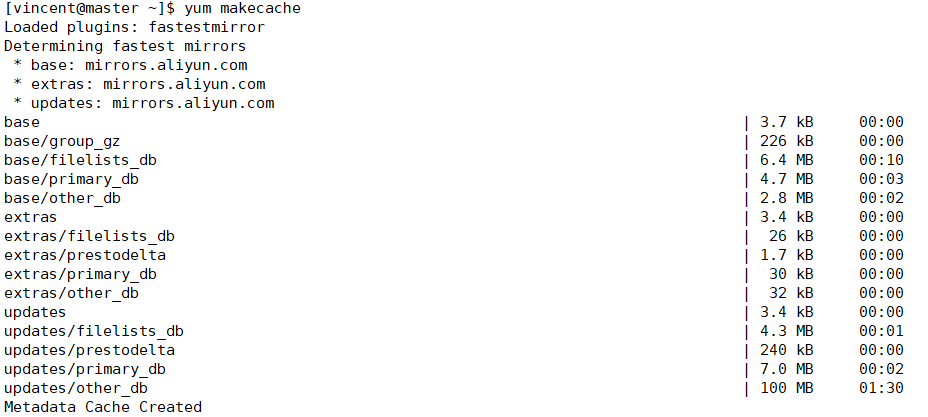 [vincent@master ~]$ yum makecache
Loaded plugins: fastestmirror
Determining fastest mirrors
 * base: mirrors.aliyun.com
 * extras: mirrors.aliyun.com
 * updates: mirrors.aliyun.com
base | 3.7 kB 00:00
base/group_gz | 226 kB 00:00
base/filelists_db | 6.4 MB 00:10
base/primary_db | 4.7 MB 00:03
base/other_db | 2.8 MB 00:02
extras | 3.4 kB 00:00
extras/filelists_db | 26 kB 00:00
extras/prestodelta | 1.7 kB 00:00
extras/primary_db | 30 kB 00:00
extras/other_db | 32 kB 00:00
updates | 3.4 kB 00:00
updates/filelists_db | 4.3 MB 00:01
updates/prestodelta | 240 kB 00:00
updates/primary_db | 7.0 MB 00:02
updates/other_db | 100 MB 01:30
Metadata Cache Created